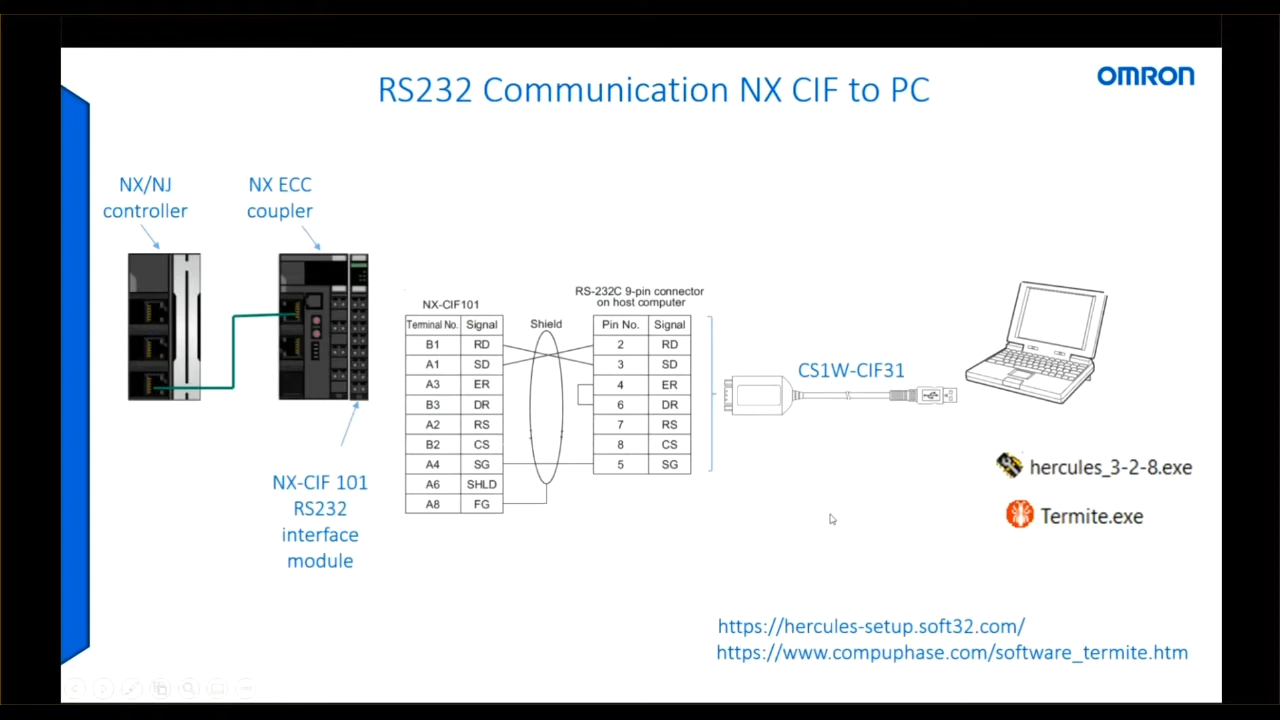 RS232 Communication NX CIF to PC
OMRON
NX/NJ
controller
NX ECC
coupler
NX-CIF 101
RS232
interface
module
NX-CIF101
Terminal No. Signal
B1 RD
A1 SD
A3 ER
B3 DR
A2 RS
B2 CS
A4 SG
A6 SHLD
A8 FG
Shield
RS-232C 9-pin connector
on host computer
Pin No. Signal
2 RD
3 SD
4 ER
6 DR
7 RS
8 CS
5 SG
CS1W-CIF31
hercules_3-2-8.exe
Termite.exe
https://hercules-setup.soft32.com/
https://www.compuphase.com/software_termite.htm